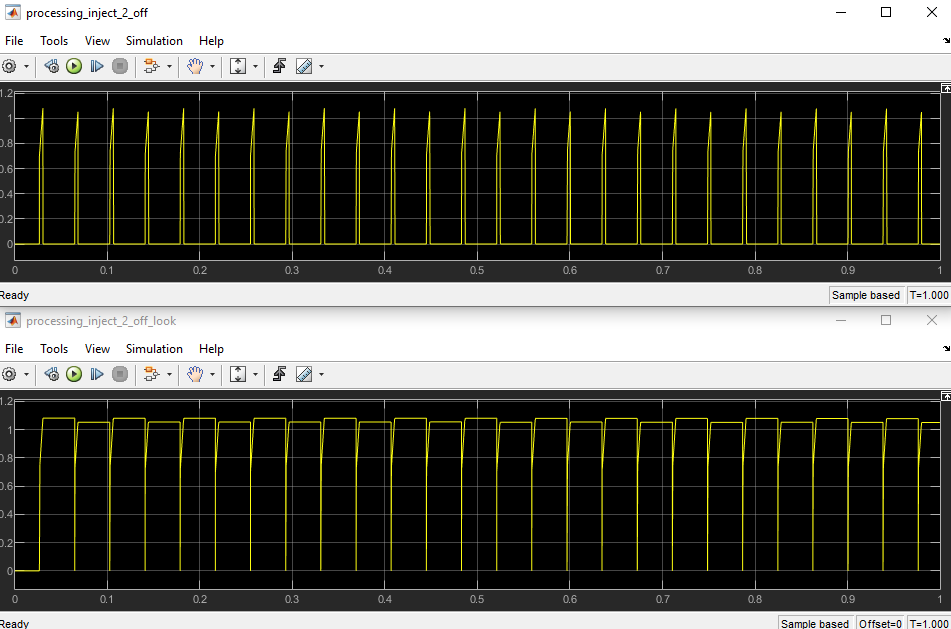 processing_inject_2_off
File Tools View Simulation Help
1.2
1
0.8
0.6
0.4
0.2
0
0 0.1 0.2 0.3 0.4 0.5 0.6 0.7 0.8 0.9 1
Ready Sample based T=1.000
processing_inject_2_off_look
File Tools View Simulation Help
1.2
1
0.8
0.6
0.4
0.2
0
0 0.1 0.2 0.3 0.4 0.5 0.6 0.7 0.8 0.9 1
Ready Sample based Offset=0 T=1.000